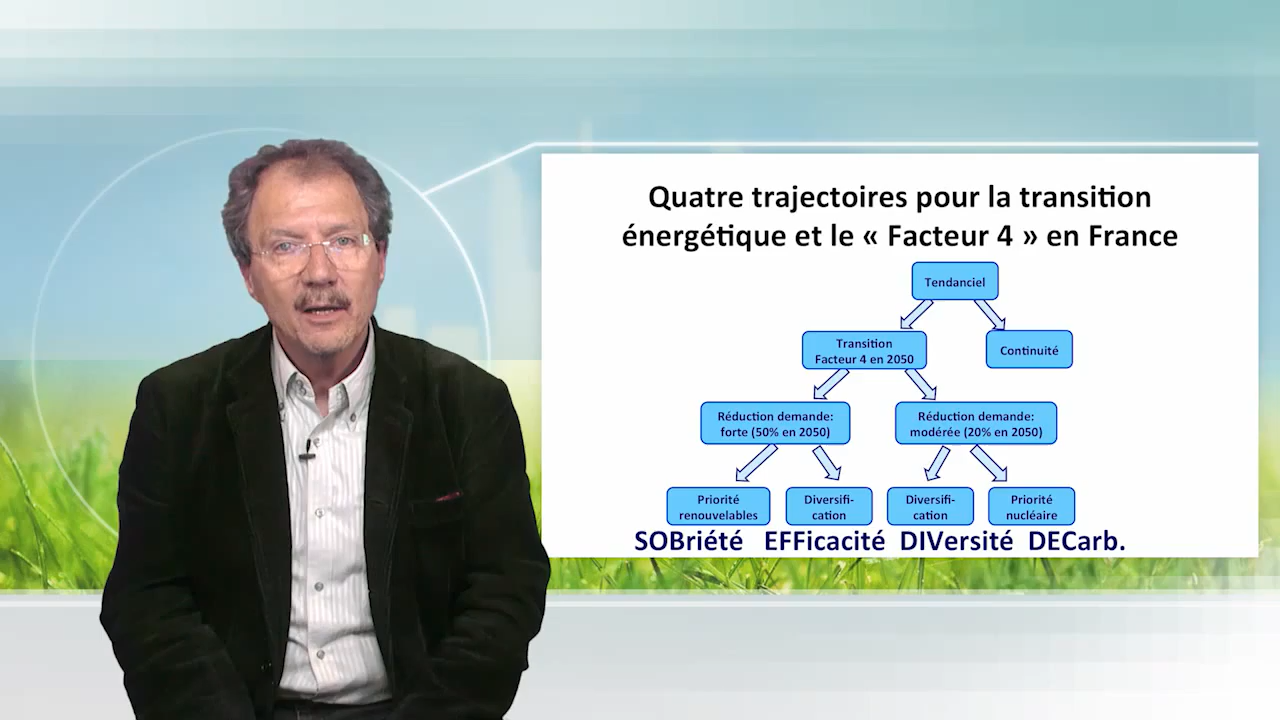 Quatre trajectoires pour la transition
énergétique et le « Facteur 4 » en France
Tendanciel
Transition
Facteur 4 en 2050
Continuité
Réduction demande:
forte (50% en 2050)
Réduction demande:
modérée (20% en 2050)
Priorité
renouvelables
Diversifi-
cation
Diversifi-
cation
Priorité
nucléaire
SOBriété EFFicacité DIVersité DECarb.